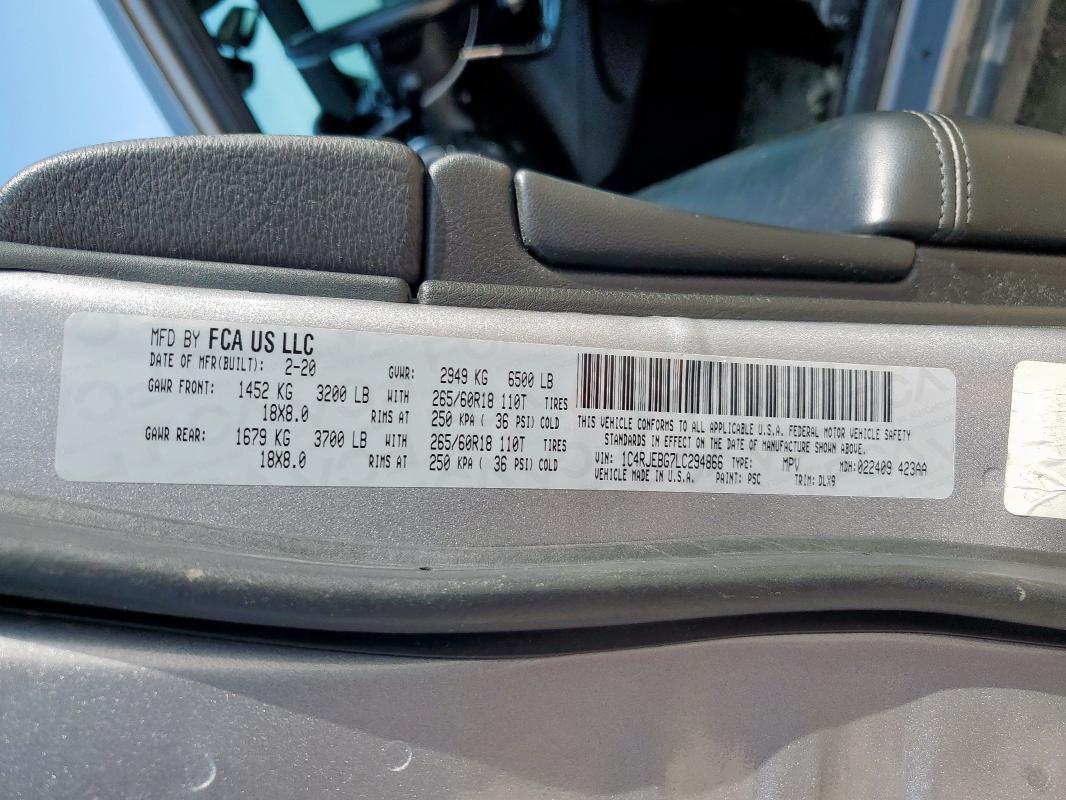 MFD BY FCA US LLC
DATE OF MFR(BUILT): 2-20 GVWR: 2949 KG 6500 LB
GAWR FRONT: 1452 KG 3200 LB WITH 265/60R18 110T TIRES
18X8.0 RIMS AT 250 KPA ( 36 PSI) COLD
GAWR REAR: 1679 KG 3700 LB WITH 265/60R18 110T TIRES
18X8.0 RIMS AT 250 KPA ( 36 PSI) COLD
THIS VEHICLE CONFORMS TO ALL APPLICABLE U.S.A. FEDERAL MOTOR VEHICLE SAFETY
STANDARDS IN EFFECT ON THE DATE OF MANUFACTURE SHOWN ABOVE.
VIN: 1C4RJEBG7LC294866 TYPE: MPV MDH: 022409 423AA
VEHICLE MADE IN U.S.A. PAINT: PSC TRIM: DLX9